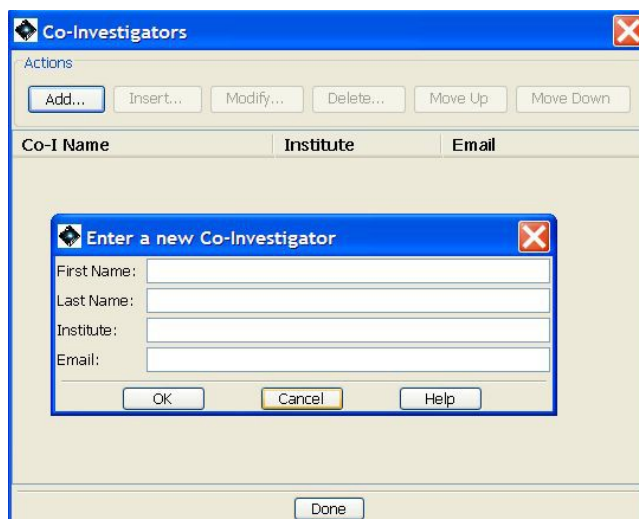 Co-Investigators
Actions
Add... Insert... Modify... Delete... Move Up Move Down
Co-I Name Institute Email
Enter a new Co-Investigator
First Name:
Last Name:
Institute:
Email:
OK Cancel Help
Done